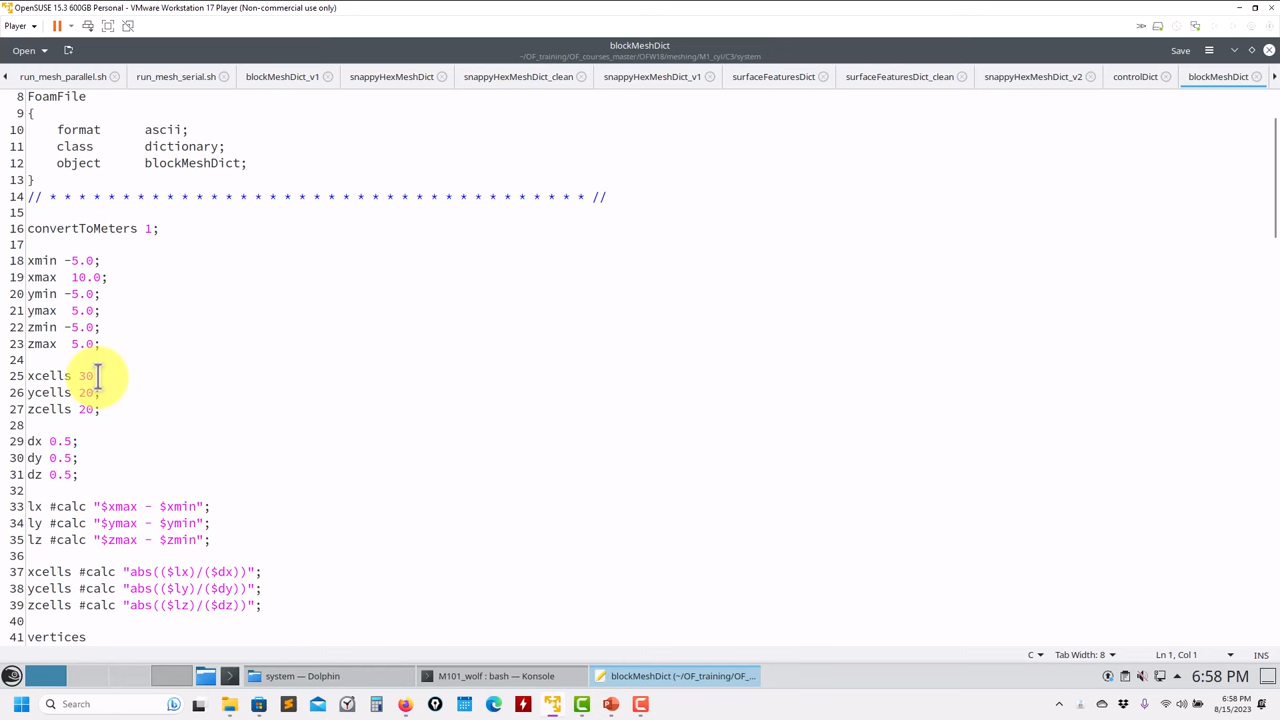 OpenSUSE 15.3 600GB Personal - VMware Workstation 17 Player (Non-commercial use only)
Player
Open
blockMeshDict
~/OF_training/OF_courses_master/OFW18/meshing/M1_cyl/C3/system
Save
run_mesh_parallel.sh
run_mesh_serial.sh
blockMeshDict_v1
snappyHexMeshDict
snappyHexMeshDict_clean
snappyHexMeshDict_v1
surfaceFeaturesDict
surfaceFeaturesDict_clean
snappyHexMeshDict_v2
controlDict
blockMeshDict
8 FoamFile
9 {
10 format ascii;
11 class dictionary;
12 object blockMeshDict;
13 }
14 // * * * * * * * * * * * * * * * * * * * * * * * * * * * * * * * * * * * * * //
15
16 convertToMeters 1;
17
18 xmin -5.0;
19 xmax 10.0;
20 ymin -5.0;
21 ymax 5.0;
22 zmin -5.0;
23 zmax 5.0;
24
25 xcells 30
26 ycells 20;
27 zcells 20;
28
29 dx 0.5;
30 dy 0.5;
31 dz 0.5;
32
33 lx #calc "$xmax - $xmin";
34 ly #calc "$ymax - $ymin";
35 lz #calc "$zmax - $zmin";
36
37 xcells #calc "abs(($lx)/($dx))";
38 ycells #calc "abs(($ly)/($dy))";
39 zcells #calc "abs(($lz)/($dz))";
40
41 vertices
C
Tab Width: 8
Ln 1, Col 1
INS
system — Dolphin
M101_wolf : bash — Konsole
blockMeshDict (~/OF_training/OF_...
6:58 PM
Search
6:58 PM
8/15/2023